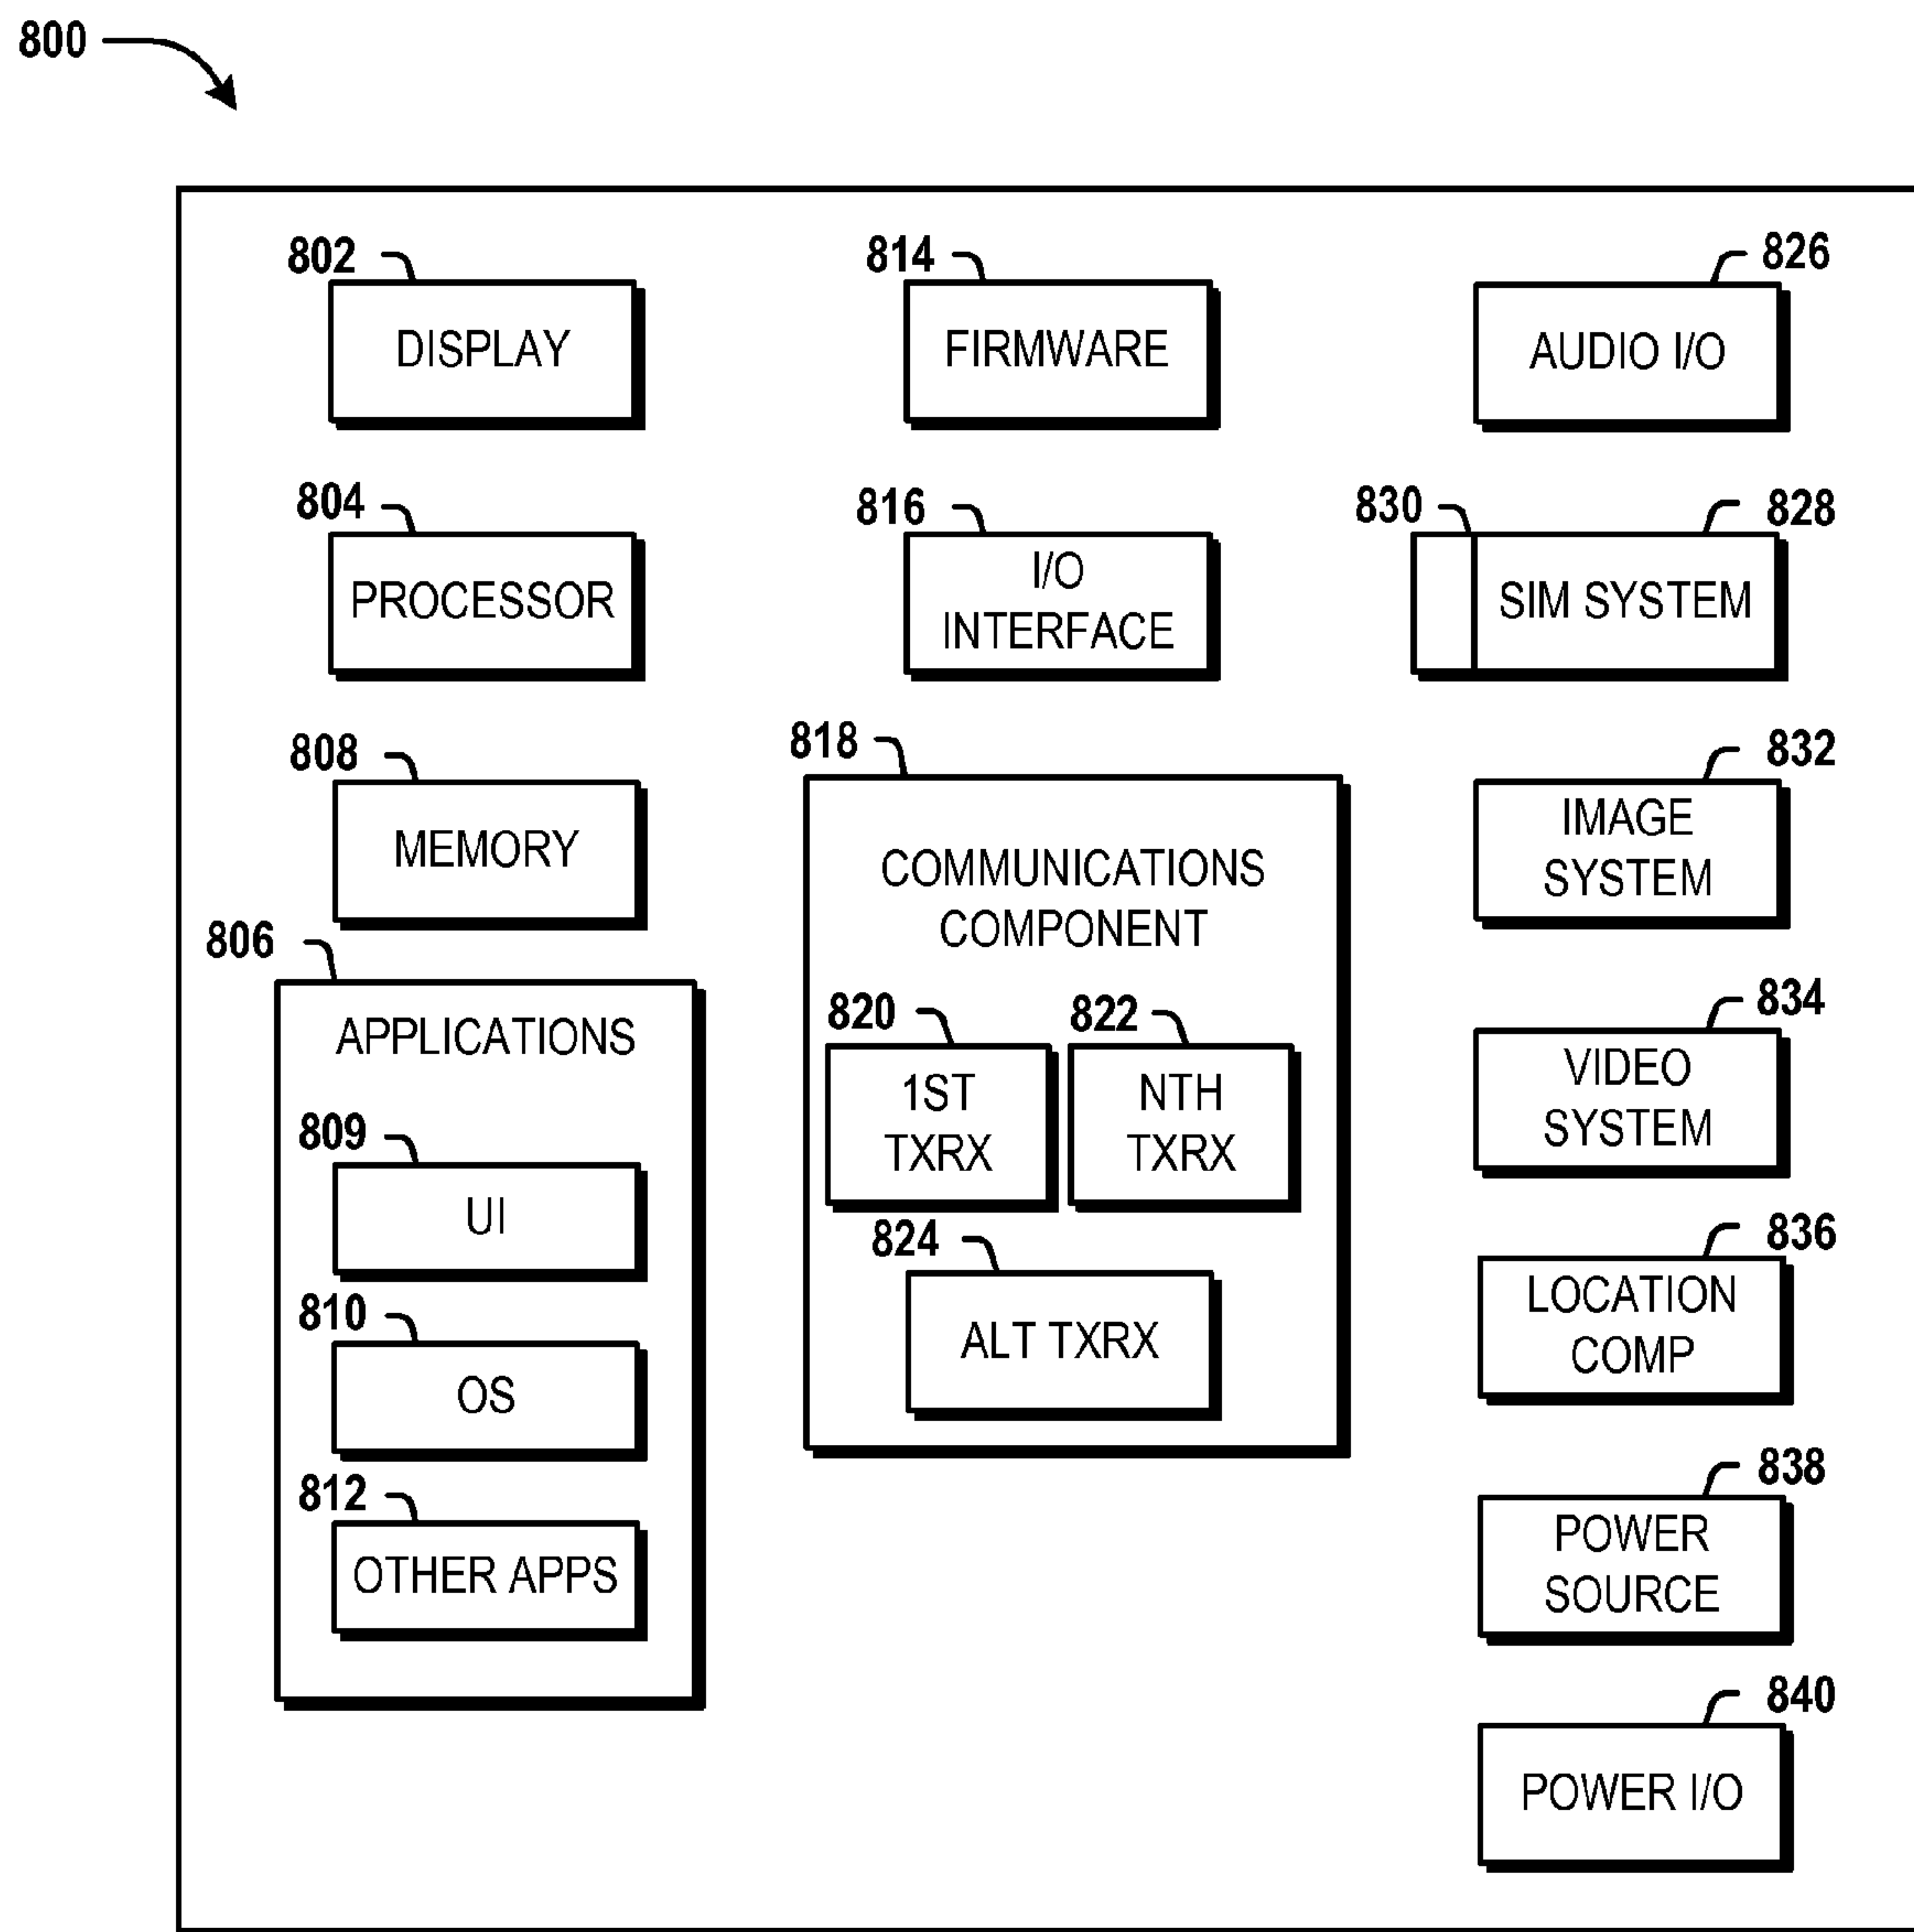 800
802
DISPLAY
804
PROCESSOR
808
MEMORY
806
APPLICATIONS
809
UI
810
OS
812
OTHER APPS
814
FIRMWARE
816
I/O
INTERFACE
818
COMMUNICATIONS
COMPONENT
820
1ST
TXRX
822
NTH
TXRX
824
ALT TXRX
826
AUDIO I/O
830
828
SIM SYSTEM
832
IMAGE
SYSTEM
834
VIDEO
SYSTEM
836
LOCATION
COMP
838
POWER
SOURCE
840
POWER I/O